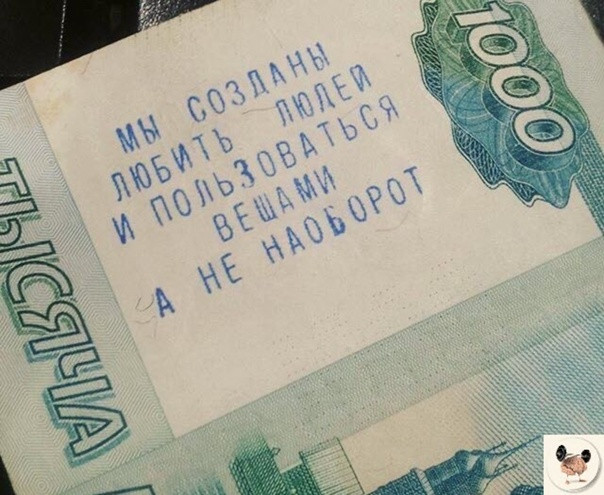 МЫ СОЗДАНЫ
ЛЮБИТЬ ЛЮДЕЙ
И ПОЛЬЗОВАТЬСЯ
ВЕЩАМИ
А НЕ НАОБОРОТ
1000
ТЫСЯЧА